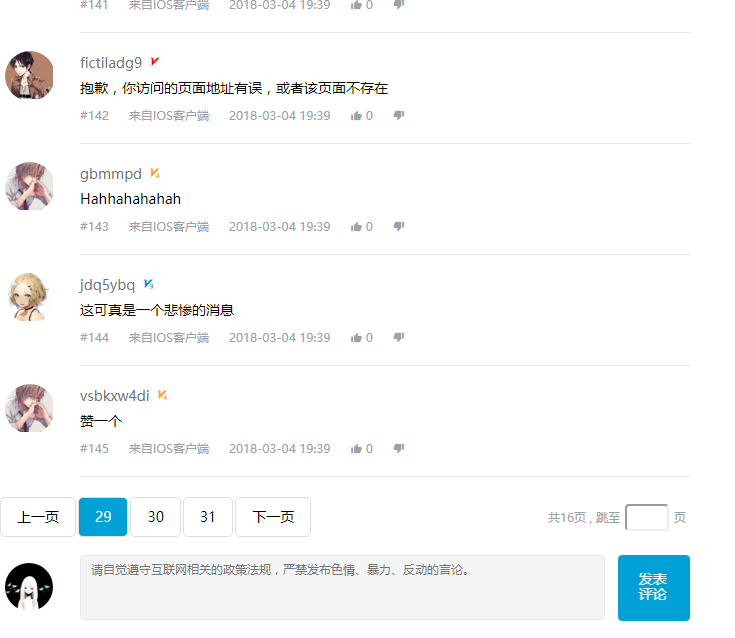 #141 来自IOS客户端 2018-03-04 19:39 0
fictiladg9
抱歉，你访问的页面地址有误，或者该页面不存在
#142 来自IOS客户端 2018-03-04 19:39 0
gbmmpd
Hahhahahahah
#143 来自IOS客户端 2018-03-04 19:39 0
jdq5ybq
这可真是一个悲惨的消息
#144 来自IOS客户端 2018-03-04 19:39 0
vsbkxw4di
赞一个
#145 来自IOS客户端 2018-03-04 19:39 0
上一页 29 30 31 下一页 共16页 , 跳至 页
请自觉遵守互联网相关的政策法规，严禁发布色情、暴力、反动的言论。
发表
评论